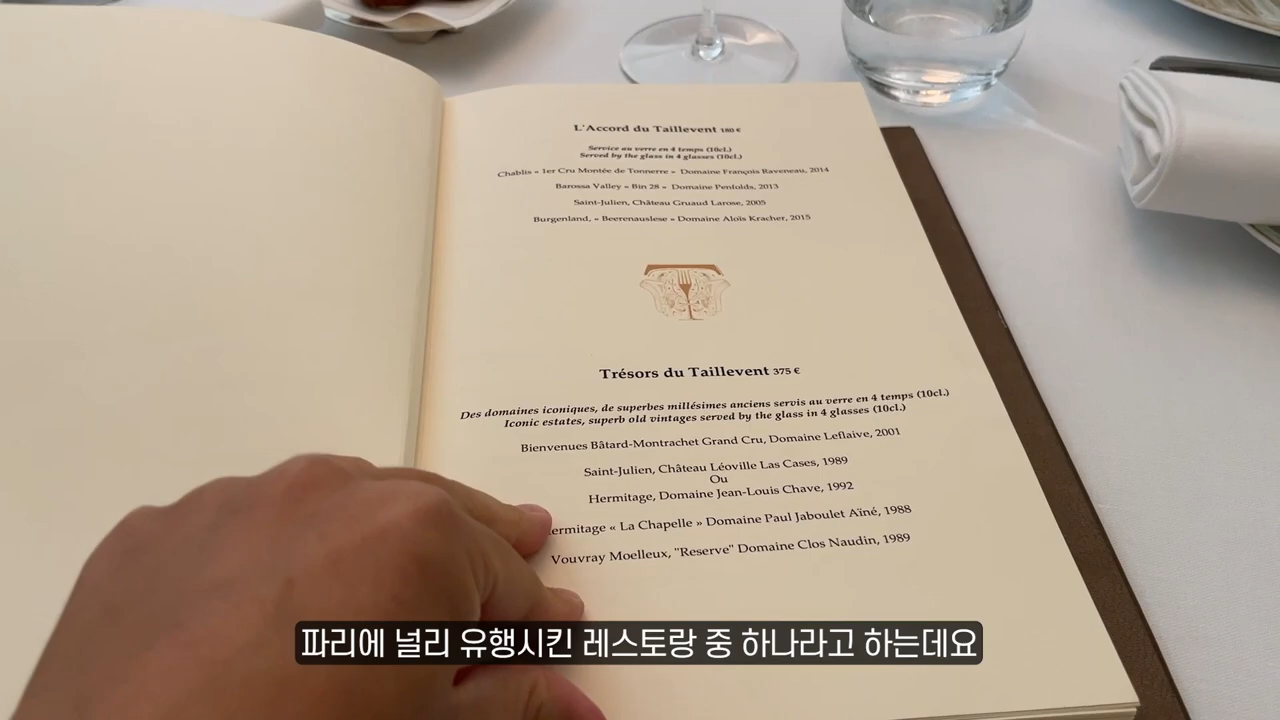 L'Accord du Taillevent 180 €
Service au verre en 4 temps (10cl.)
Served by the glass in 4 glasses (10cl.)
Chablis « 1er Cru Montée de Tonnerre » Domaine François Raveneau, 2014
Barossa Valley « Bin 28 » Domaine Penfolds, 2013
Saint-Julien, Château Gruaud Larose, 2005
Burgenland, « Beerenauslese » Domaine Aloïs Kracher, 2015
Trésors du Taillevent 375 €
Des domaines iconiques, de superbes millésimes anciens servis au verre en 4 temps (10cl.)
Iconic estates, superb old vintages served by the glass in 4 glasses (10cl.)
Bienvenues Bâtard-Montrachet Grand Cru, Domaine Leflaive, 2001
Saint-Julien, Château Léoville Las Cases, 1989
Ou
Hermitage, Domaine Jean-Louis Chave, 1992
ermitage « La Chapelle » Domaine Paul Jaboulet Aîné, 1988
Vouvray Moelleux, "Reserve" Domaine Clos Naudin, 1989
파리에 널리 유행시킨 레스토랑 중 하나라고 하는데요